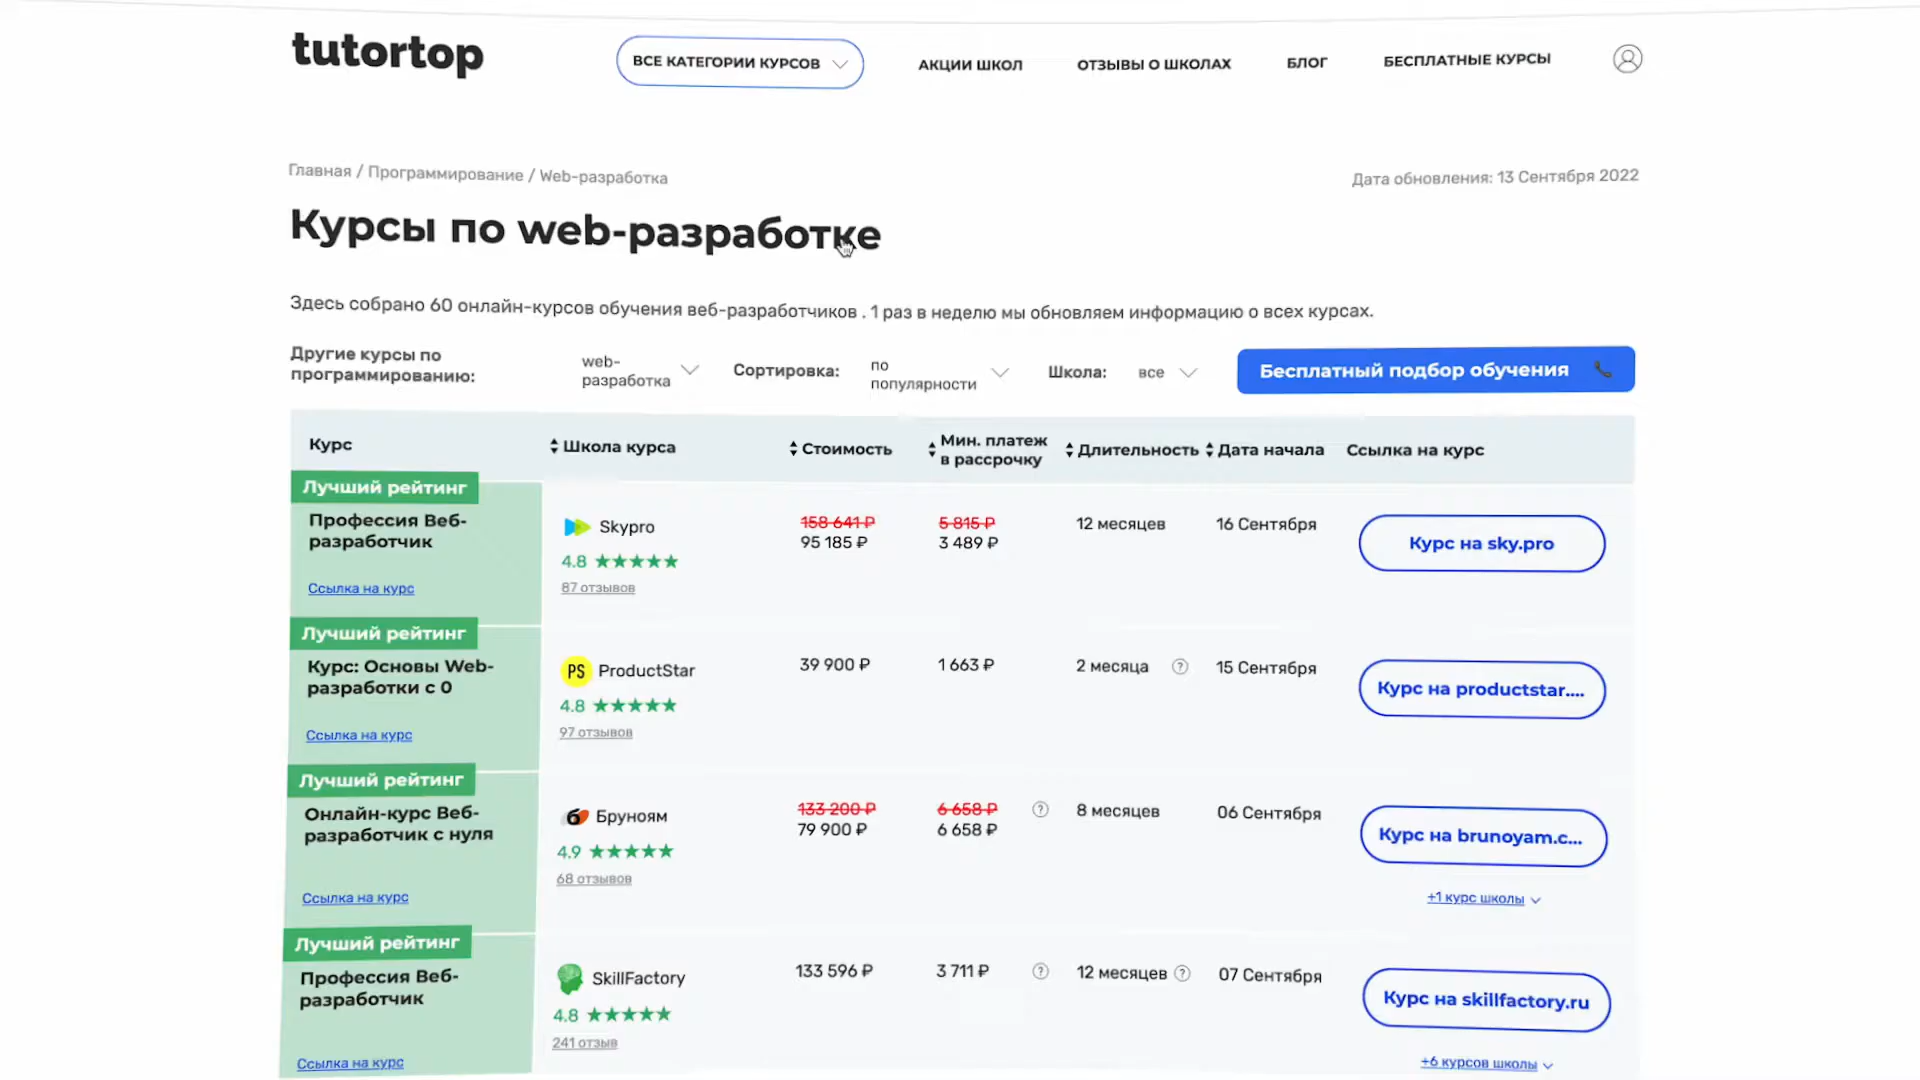 tutortop
ВСЕ КАТЕГОРИИ КУРСОВ
АКЦИИ ШКОЛ
ОТЗЫВЫ О ШКОЛАХ
БЛОГ
БЕСПЛАТНЫЕ КУРСЫ
Главная / Программирование / Web-разработка
Дата обновления: 13 Сентября 2022
Курсы по web-разработке
Здесь собрано 60 онлайн-курсов обучения веб-разработчиков . 1 раз в неделю мы обновляем информацию о всех курсах.
Другие курсы по
программированию:
web-
разработка
Сортировка:
по
популярности
Школа:
все
Бесплатный подбор обучения
Курс
Школа курса
Стоимость
Мин. платеж
в рассрочку
Длительность
Дата начала
Ссылка на курс
Лучший рейтинг
Профессия Веб-
разработчик
Ссылка на курс
Skypro
4.8
87 отзывов
158 641 ₽
95 185 ₽
5 815 ₽
3 489 ₽
12 месяцев
16 Сентября
Курс на sky.pro
Лучший рейтинг
Курс: Основы Web-
разработки с 0
Ссылка на курс
PS ProductStar
4.8
97 отзывов
39 900 ₽
1 663 ₽
2 месяца ?
15 Сентября
Курс на productstar....
Лучший рейтинг
Онлайн-курс Веб-
разработчик с нуля
Ссылка на курс
Бруноям
4.9
68 отзывов
133 200 ₽
79 900 ₽
6 658 ₽
6 658 ₽
?
8 месяцев
06 Сентября
Курс на brunoyam.c...
+1 курс школы
Лучший рейтинг
Профессия Веб-
разработчик
Ссылка на курс
SkillFactory
4.8
241 отзыв
133 596 ₽
3 711 ₽
?
12 месяцев ?
07 Сентября
Курс на skillfactory.ru
+6 курсов школы